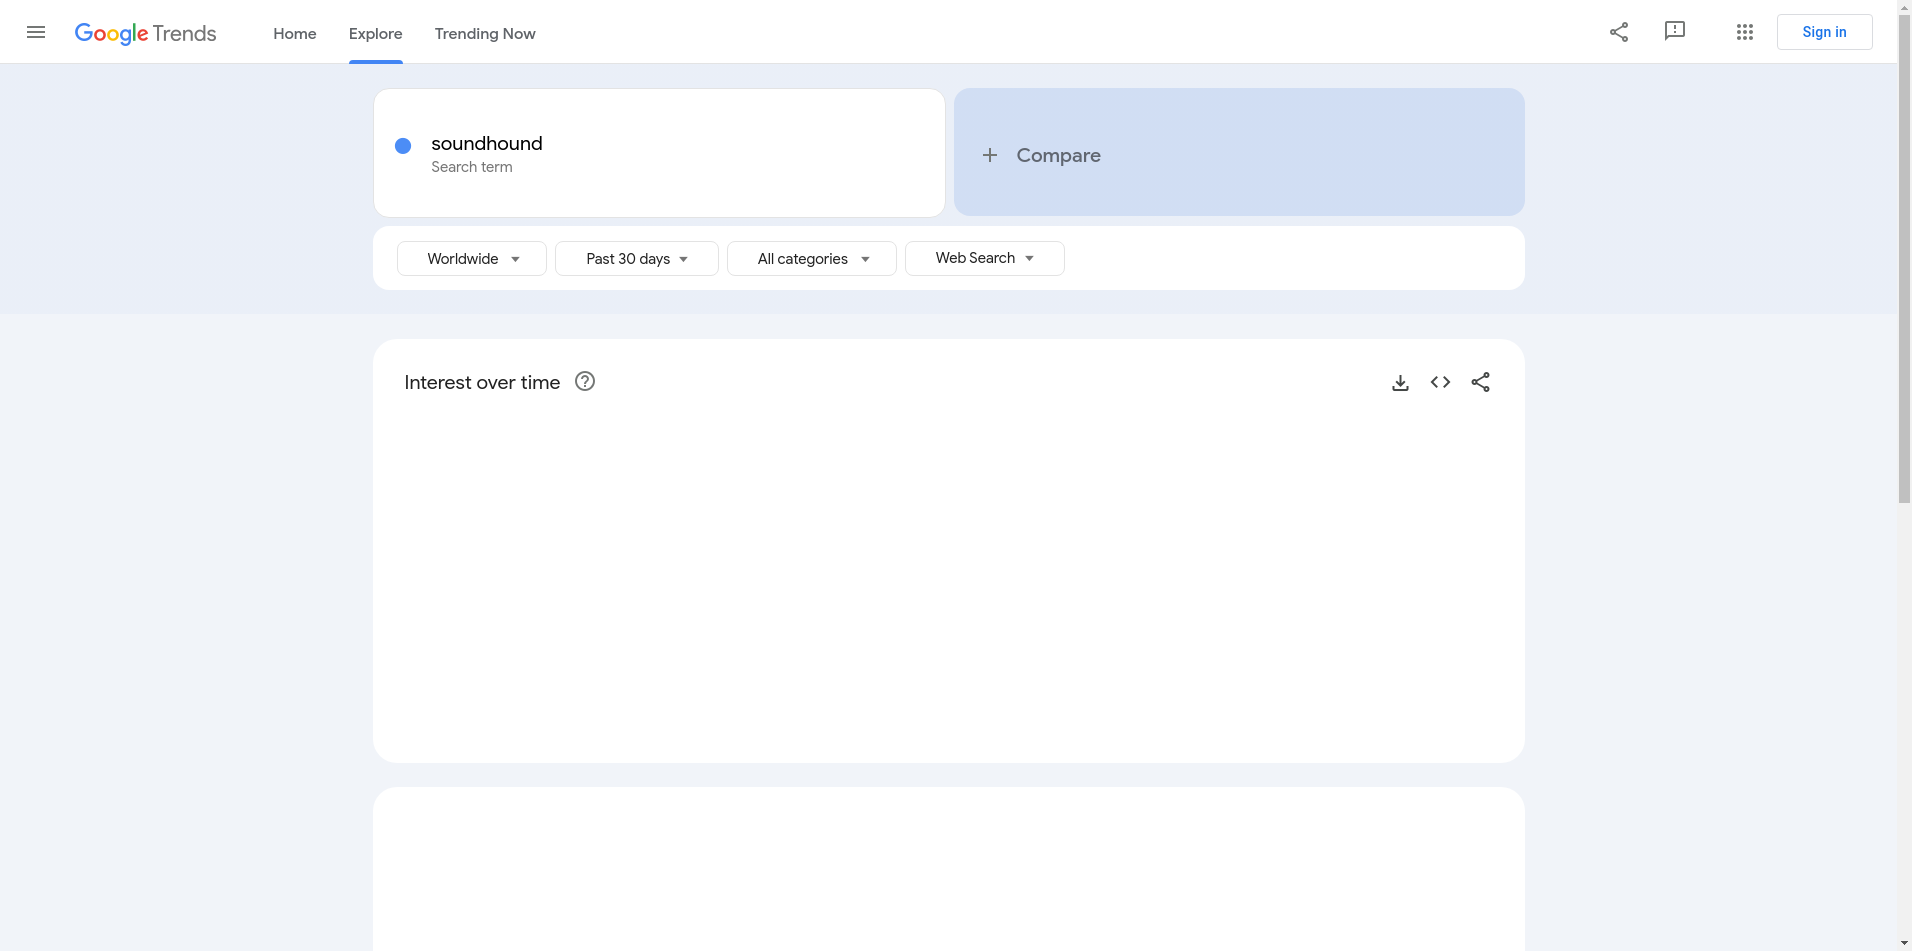 Google Trends Home Explore Trending Now Sign in
soundhound
Search term
Compare
Worldwide Past 30 days All categories Web Search
Interest over time